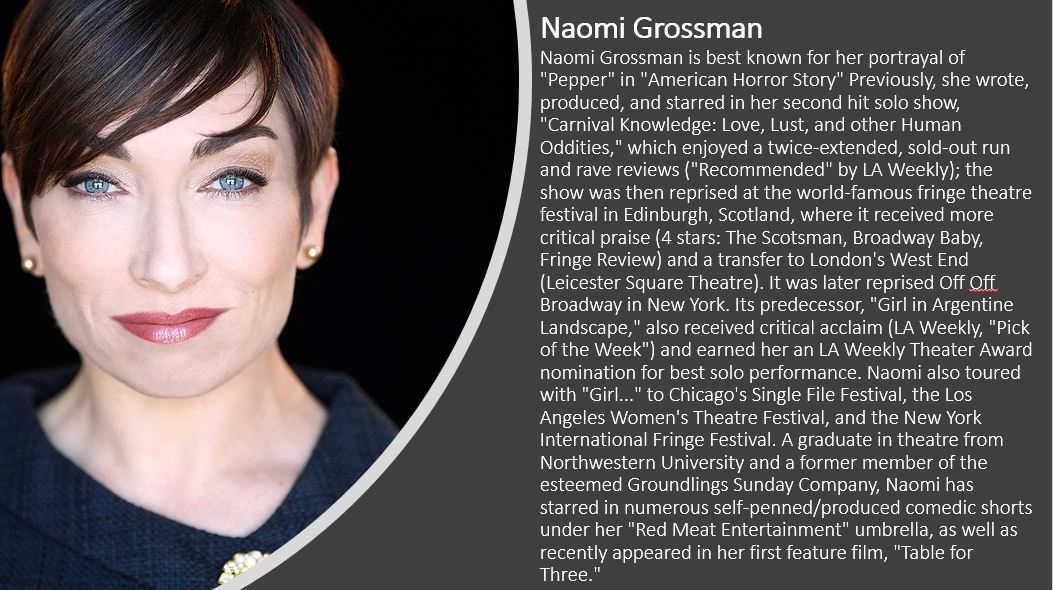 Naomi Grossman
Naomi Grossman is best known for her portrayal of
"Pepper" in "American Horror Story" Previously, she wrote,
produced, and starred in her second hit solo show,
"Carnival Knowledge: Love, Lust, and other Human
Oddities," which enjoyed a twice-extended, sold-out run
and rave reviews ("Recommended" by LA Weekly); the
show was then reprised at the world-famous fringe theatre
festival in Edinburgh, Scotland, where it received more
critical praise (4 stars: The Scotsman, Broadway Baby,
Fringe Review) and a transfer to London's West End
(Leicester Square Theatre). It was later reprised Off Off
Broadway in New York. Its predecessor, "Girl in Argentine
Landscape," also received critical acclaim (LA Weekly, "Pick
of the Week") and earned her an LA Weekly Theater Award
nomination for best solo performance. Naomi also toured
with "Girl..." to Chicago's Single File Festival, the Los
Angeles Women's Theatre Festival, and the New York
International Fringe Festival. A graduate in theatre from
Northwestern University and a former member of the
esteemed Groundlings Sunday Company, Naomi has
starred in numerous self-penned/produced comedic shorts
under her "Red Meat Entertainment" umbrella, as well as
recently appeared in her first feature film, "Table for
Three."